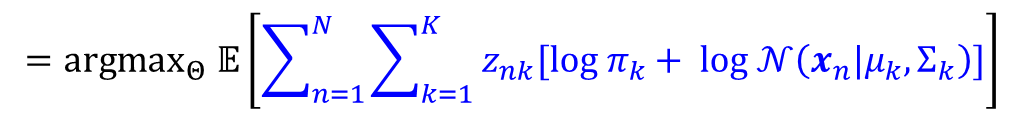 = argmax_Θ 𝔼[∑_{n=1}^{N} ∑_{k=1}^{K} z_{nk}[log π_k + log 𝒩(𝒙_n|μ_k, Σ_k)]]